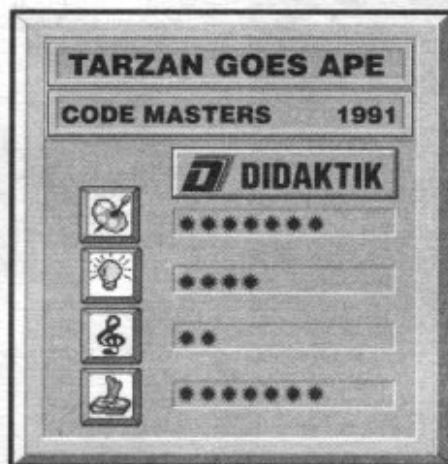 TARZAN GOES APE
CODE MASTERS 1991
DIDAKTIK
*******
****
**
*******